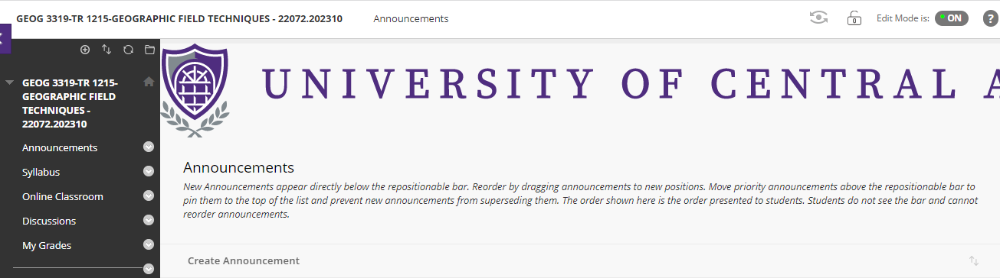 GEOG 3319-TR 1215-GEOGRAPHIC FIELD TECHNIQUES - 22072.202310
Announcements
0
Edit Mode is:
ON
?
GEOG 3319-TR 1215-
GEOGRAPHIC FIELD
TECHNIQUES -
22072.202310
Announcements
Syllabus
Online Classroom
Discussions
My Grades
UNIVERSITY OF CENTRAL A
Announcements
New Announcements appear directly below the repositionable bar. Reorder by dragging announcements to new positions. Move priority announcements above the repositionable bar to
pin them to the top of the list and prevent new announcements from superseding them. The order shown here is the order presented to students. Students do not see the bar and cannot
reorder announcements.
Create Announcement